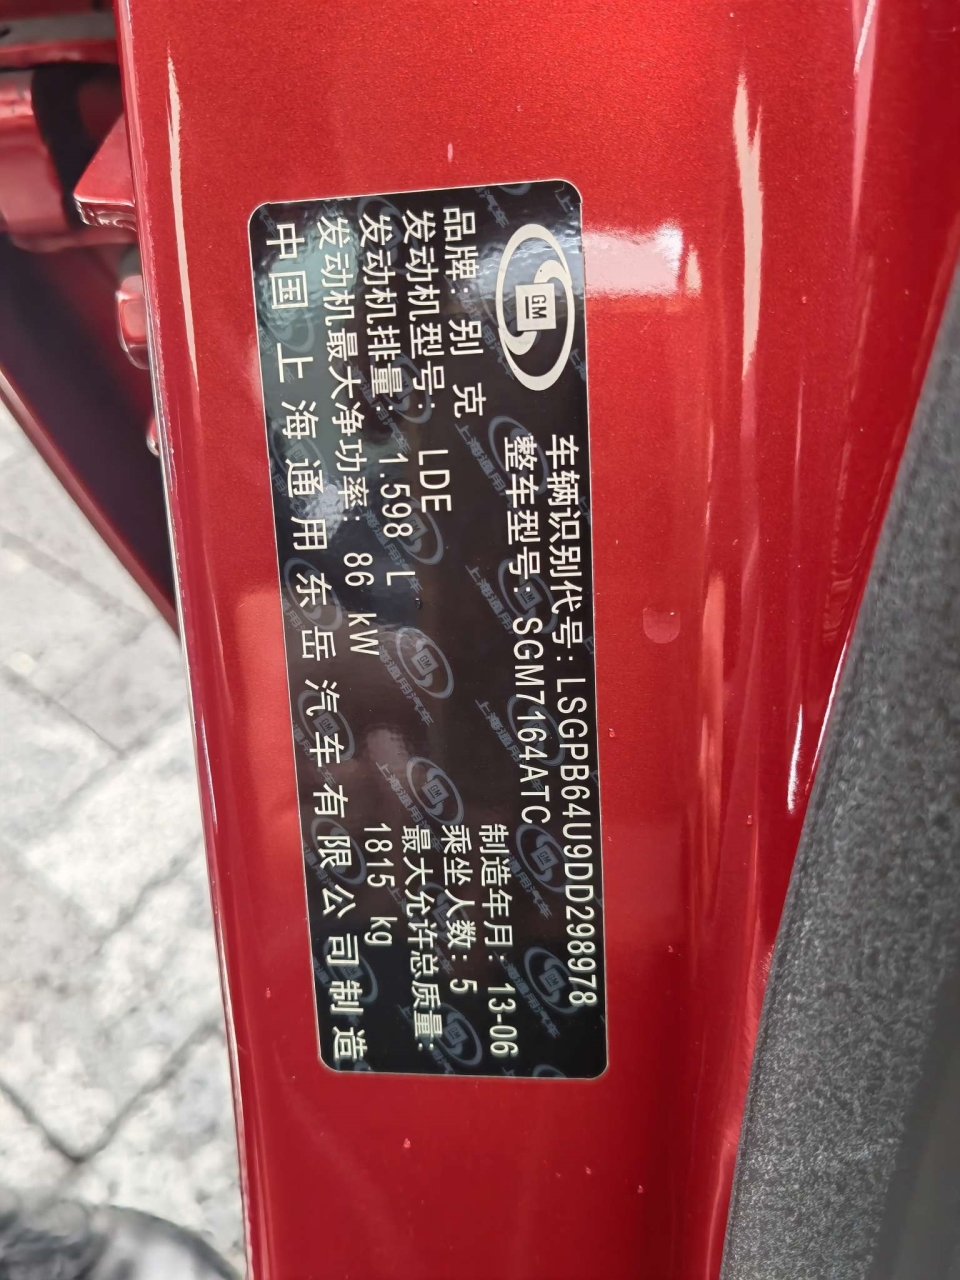 GM
车辆识别代号: LSGPB64U9DD298978
整车型号: SGM7164ATC
品牌: 别克
制造年月: 13-06
发动机型号: LDE
乘坐人数: 5
发动机排量: 1.598 L
最大允许总质量:
1815 kg
发动机最大净功率: 86 kW
中国上海通用东岳汽车有限公司制造